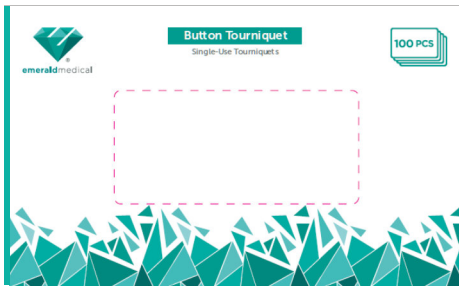 Button Tourniquet
Single-Use Tourniquets
100 PCS
®
emeraldmedical